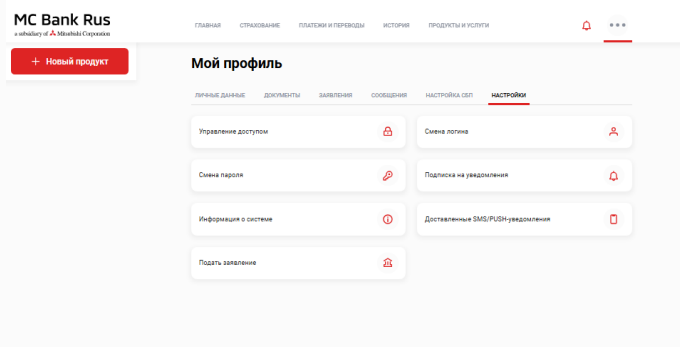 MC Bank Rus
a subsidiary of Mitsubishi Corporation
ГЛАВНАЯ СТРАХОВАНИЕ ПЛАТЕЖИ И ПЕРЕВОДЫ ИСТОРИЯ ПРОДУКТЫ И УСЛУГИ
+ Новый продукт
Мой профиль
ЛИЧНЫЕ ДАННЫЕ ДОКУМЕНТЫ ЗАЯВЛЕНИЯ СООБЩЕНИЯ НАСТРОЙКА СБП НАСТРОЙКИ
Управление доступом
Смена логина
Смена пароля
Подписка на уведомления
Информация о системе
Доставленные SMS/PUSH-уведомления
Подать заявление